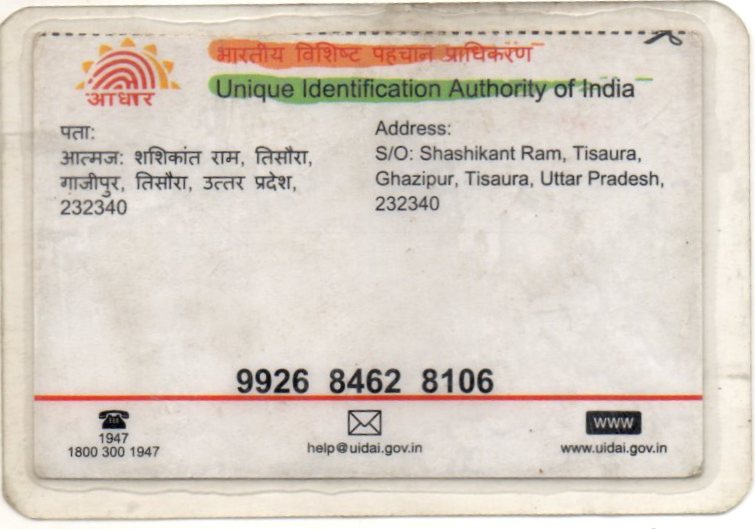 आधार
भारतीय विशिष्ट पहचान प्राधिकरण
Unique Identification Authority of India
पता:
आत्मज: शशिकांत राम, तिसौरा,
गाजीपुर, तिसौरा, उत्तर प्रदेश,
232340
Address:
S/O: Shashikant Ram, Tisaura,
Ghazipur, Tisaura, Uttar Pradesh,
232340
9926 8462 8106
1947
1800 300 1947
help@uidai.gov.in
WWW
www.uidai.gov.in